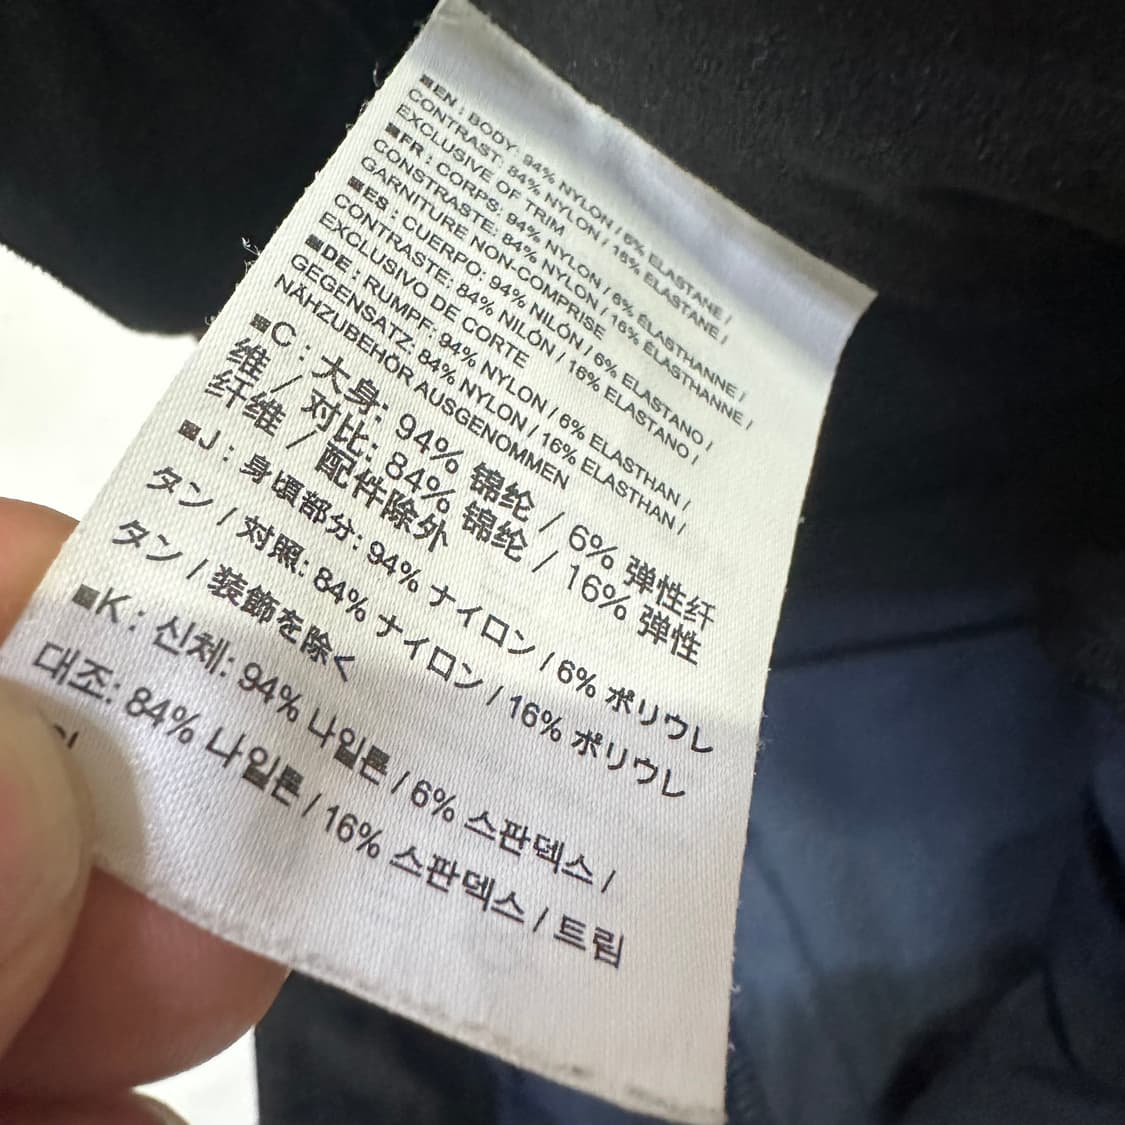 ■EN : BODY: 94% NYLON / 6% ELASTANE /
CONTRAST: 84% NYLON / 16% ELASTANE /
EXCLUSIVE OF TRIM
■FR : CORPS: 94% NYLON / 6% ÉLASTHANNE /
CONSTRASTE: 84% NYLON / 16% ÉLASTHANNE /
GARNITURE NON-COMPRISE
■ES : CUERPO: 94% NILÓN / 6% ELASTANO /
CONTRASTE: 84% NILÓN / 16% ELASTANO /
EXCLUSIVO DE CORTE
■DE : RUMPF: 94% NYLON / 6% ELASTHAN /
GEGENSATZ: 84% NYLON / 16% ELASTHAN /
NÄHZUBEHÖR AUSGENOMMEN
■C : 大身: 94% 锦纶 / 6% 弹性纤
维 / 对比: 84% 锦纶 / 16% 弹性
纤维 / 配件除外
■J : 身頃部分: 94% ナイロン / 6% ポリウレ
タン / 対照: 84% ナイロン / 16% ポリウレ
タン / 装飾を除く
■K : 신체: 94% 나일론 / 6% 스판덱스 /
대조: 84% 나일론 / 16% 스판덱스 / 트림